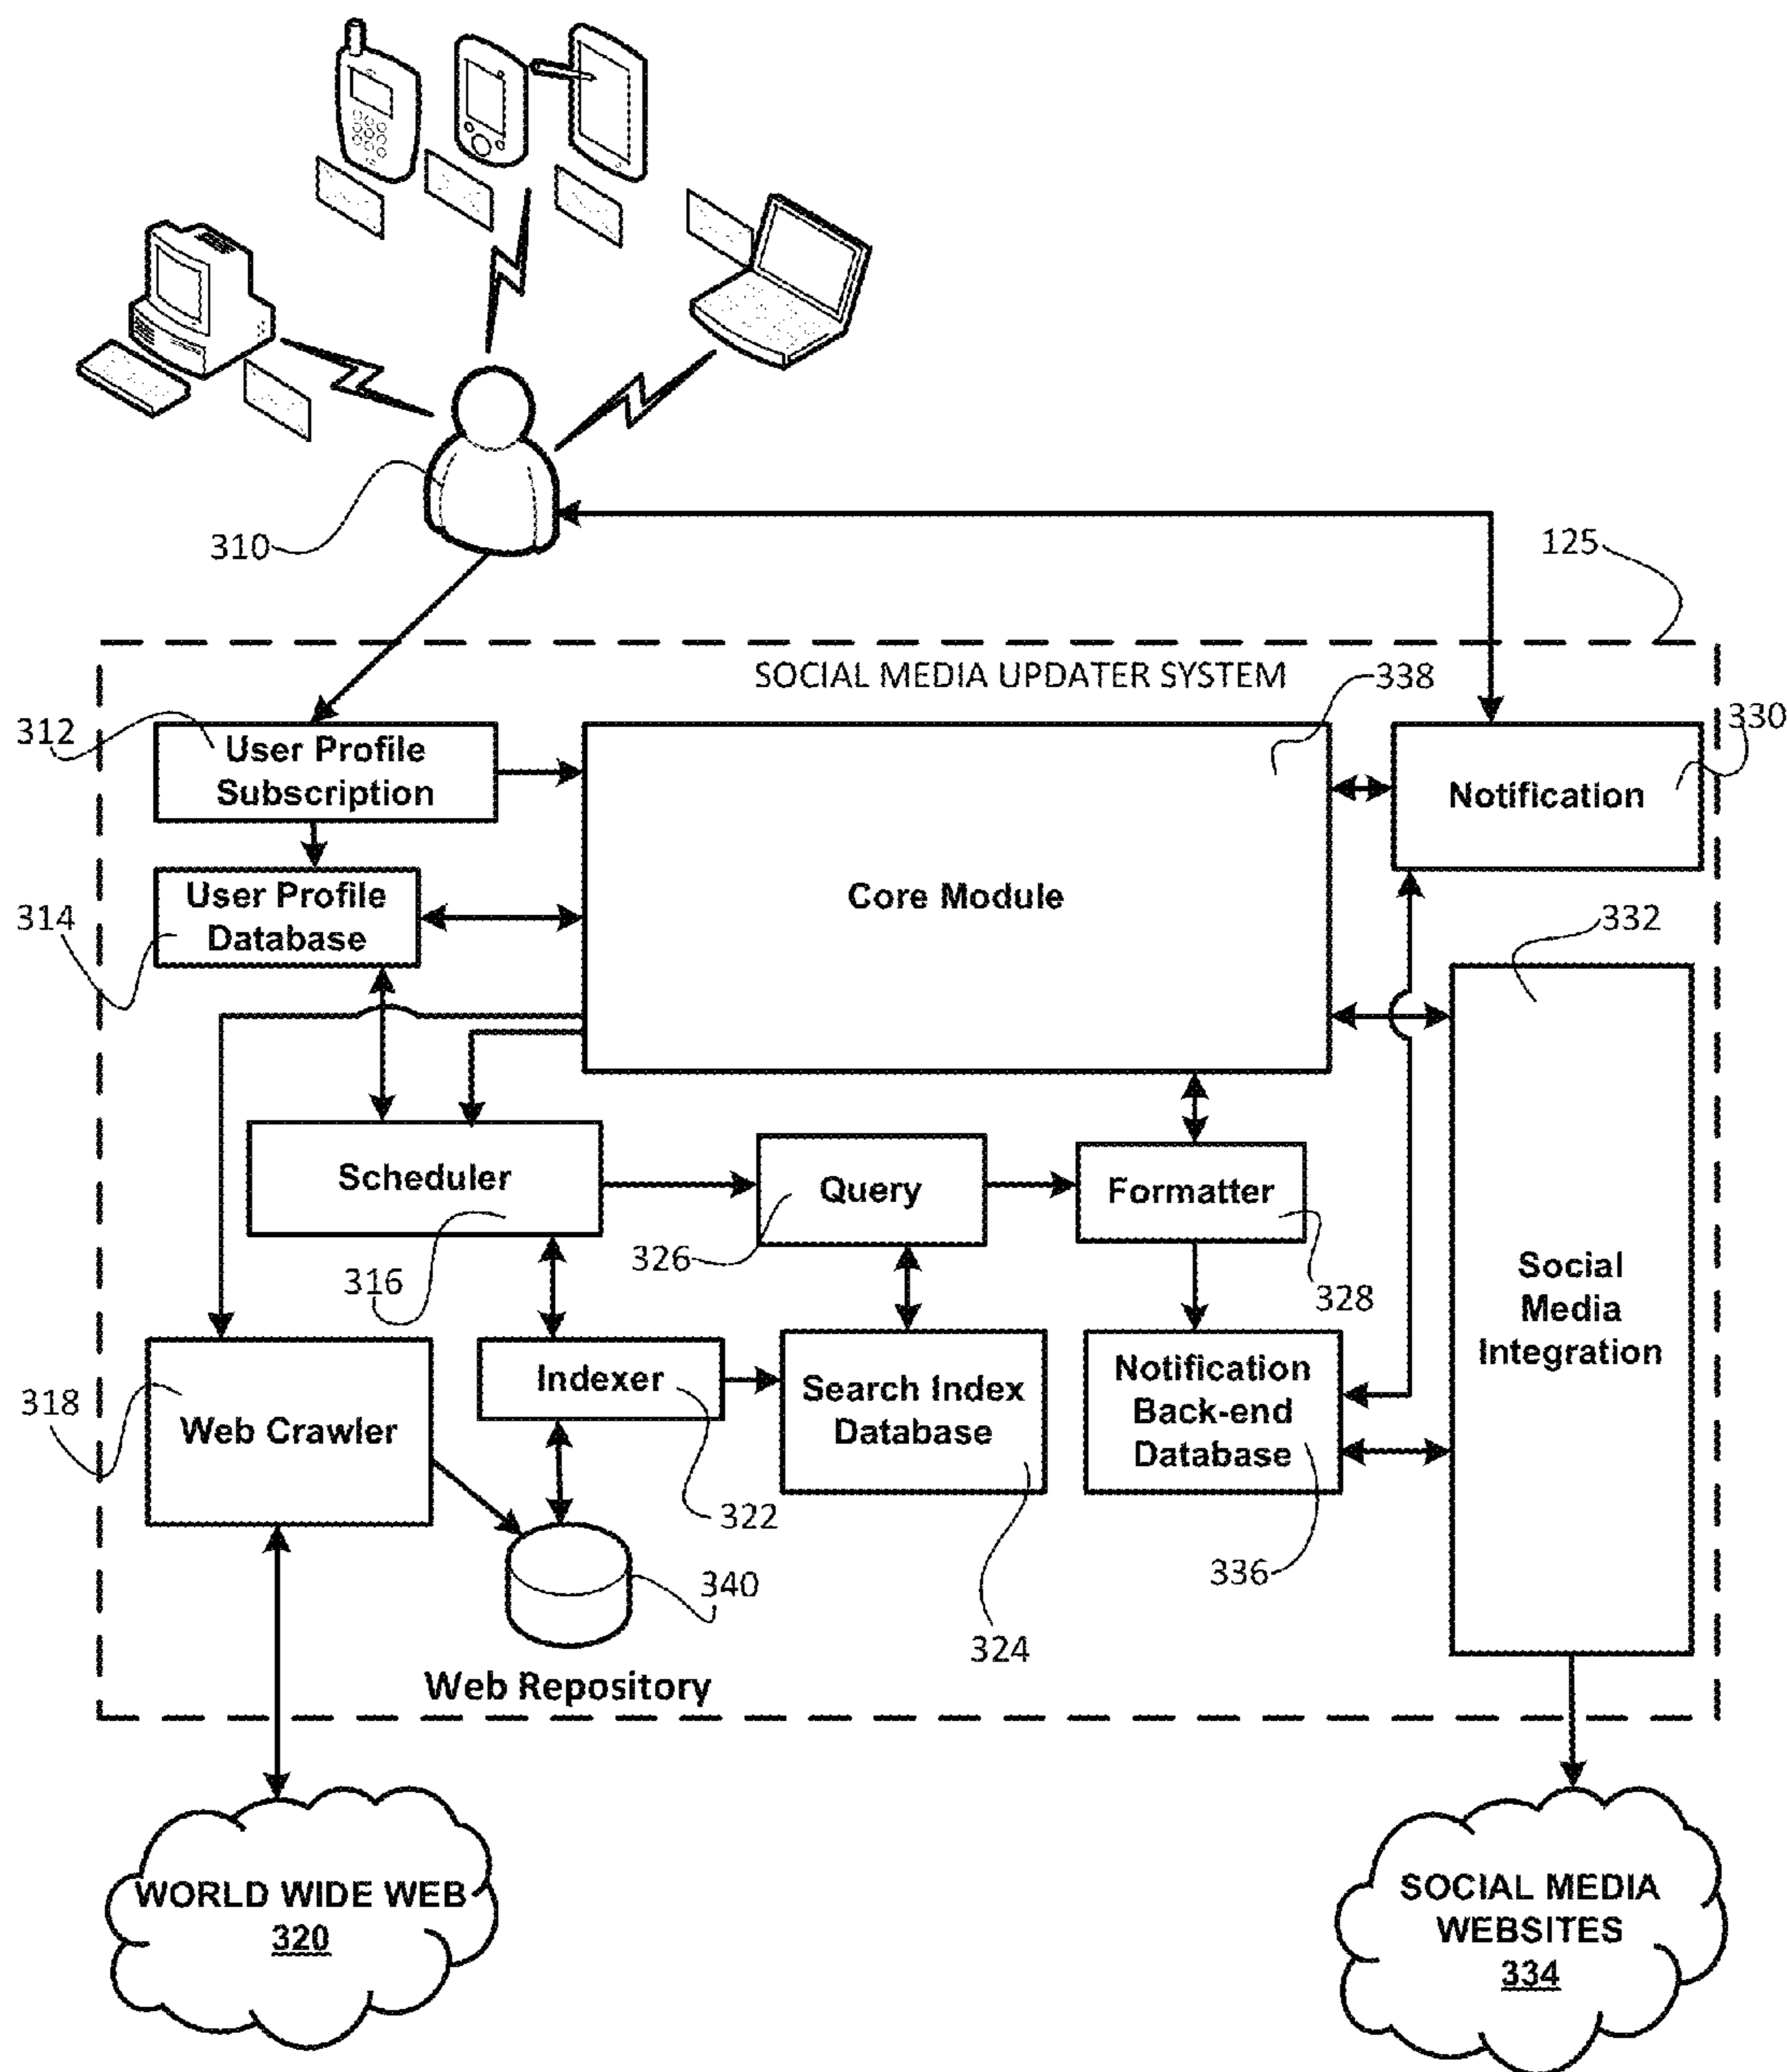 310
125
SOCIAL MEDIA UPDATER SYSTEM
338
312
330
User Profile
Subscription
Notification
Core Module
User Profile
Database
314
332
Scheduler
Query
Formatter
326
316
328
Social
Media
Integration
Indexer
Notification
Back-end
Database
Search Index
Database
318
Web Crawler
322
336
340
324
Web Repository
WORLD WIDE WEB
320
SOCIAL MEDIA
WEBSITES
334